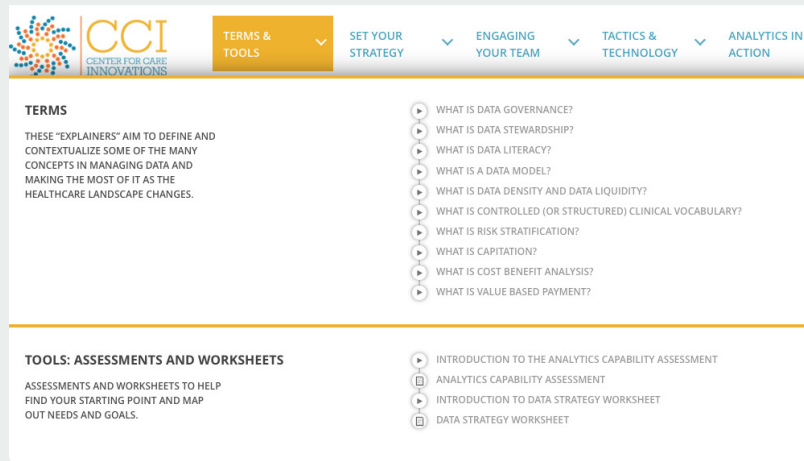 CCI
CENTER FOR CARE
INNOVATIONS
TERMS &
TOOLS
SET YOUR
STRATEGY
ENGAGING
YOUR TEAM
TACTICS &
TECHNOLOGY
ANALYTICS IN
ACTION
TERMS
THESE “EXPLAINERS” AIM TO DEFINE AND
CONTEXTUALIZE SOME OF THE MANY
CONCEPTS IN MANAGING DATA AND
MAKING THE MOST OF IT AS THE
HEALTHCARE LANDSCAPE CHANGES.
WHAT IS DATA GOVERNANCE?
WHAT IS DATA STEWARDSHIP?
WHAT IS DATA LITERACY?
WHAT IS A DATA MODEL?
WHAT IS DATA DENSITY AND DATA LIQUIDITY?
WHAT IS CONTROLLED (OR STRUCTURED) CLINICAL VOCABULARY?
WHAT IS RISK STRATIFICATION?
WHAT IS CAPITATION?
WHAT IS COST BENEFIT ANALYSIS?
WHAT IS VALUE BASED PAYMENT?
TOOLS: ASSESSMENTS AND WORKSHEETS
ASSESSMENTS AND WORKSHEETS TO HELP
FIND YOUR STARTING POINT AND MAP
OUT NEEDS AND GOALS.
INTRODUCTION TO THE ANALYTICS CAPABILITY ASSESSMENT
ANALYTICS CAPABILITY ASSESSMENT
INTRODUCTION TO DATA STRATEGY WORKSHEET
DATA STRATEGY WORKSHEET